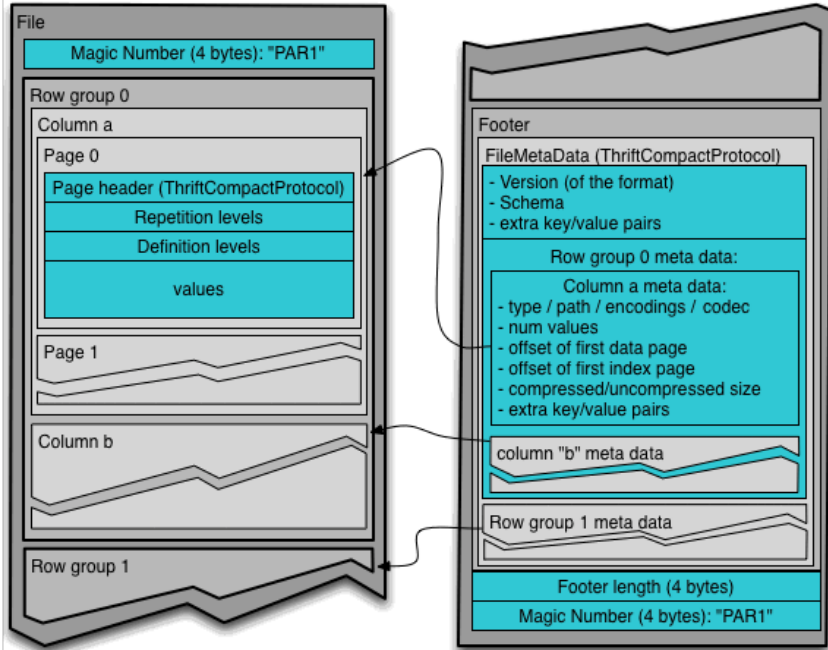 File
Magic Number (4 bytes): "PAR1"
Row group 0
Column a
Page 0
Page header (ThriftCompactProtocol)
Repetition levels
Definition levels
values
Page 1
Column b
Row group 1
Footer
FileMetaData (ThriftCompactProtocol)
- Version (of the format)
- Schema
- extra key/value pairs
Row group 0 meta data:
Column a meta data:
- type / path / encodings / codec
- num values
- offset of first data page
- offset of first index page
- compressed/uncompressed size
- extra key/value pairs
column "b" meta data
Row group 1 meta data
Footer length (4 bytes)
Magic Number (4 bytes): "PAR1"